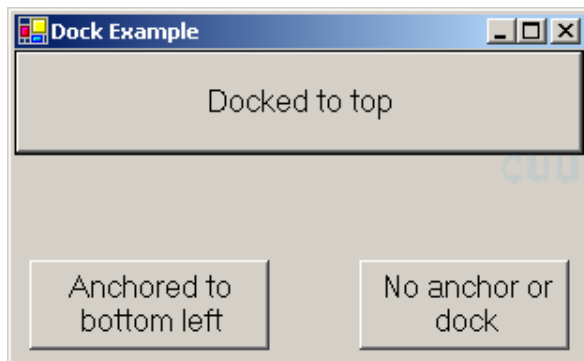 Dock Example
Docked to top
Anchored to
bottom left
No anchor or
dock